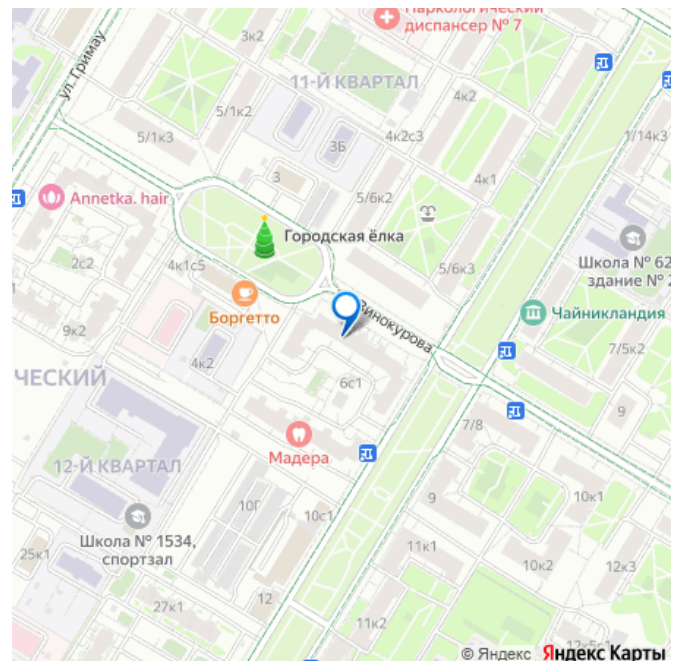 Наркологический
диспансер № 7
3к2
ул. Гримау
11-Й КВАРТАЛ
4к2
5/1к2
5/1к3
3Б
4к2с3
1/14к3
3
4к1
5/6к2
Annetka. hair
Городская ёлка
Школа № 62
здание № 2
2с2
4к1с5
5/6к3
Боргетто
Винокурова
Чайникландия
9к2
4к2
7/5к2
ЧЕСКИЙ
6с1
9
7/8
Мадера
12-Й КВАРТАЛ
9
10к1
10Г
10с1
Школа № 1534,
спортзал
25к1
11к1
10к2
12к3
27к1
12
11к2
© Яндекс Яндекс Карты